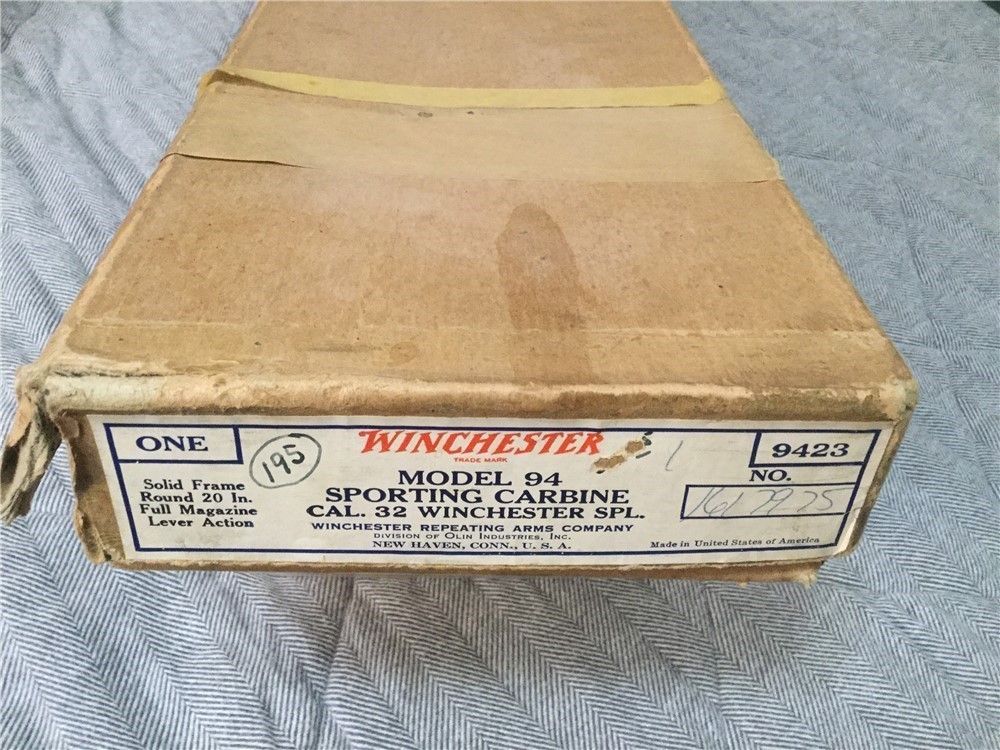 ONE
195
WINCHESTER
TRADE MARK
1
9423
MODEL 94
NO.
SPORTING CARBINE
1617975
CAL. 32 WINCHESTER SPL.
Solid Frame
Round 20 In.
Full Magazine
Lever Action
WINCHESTER REPEATING ARMS COMPANY
DIVISION OF OLIN INDUSTRIES, INC.
NEW HAVEN, CONN., U. S. A.
Made in United States of America